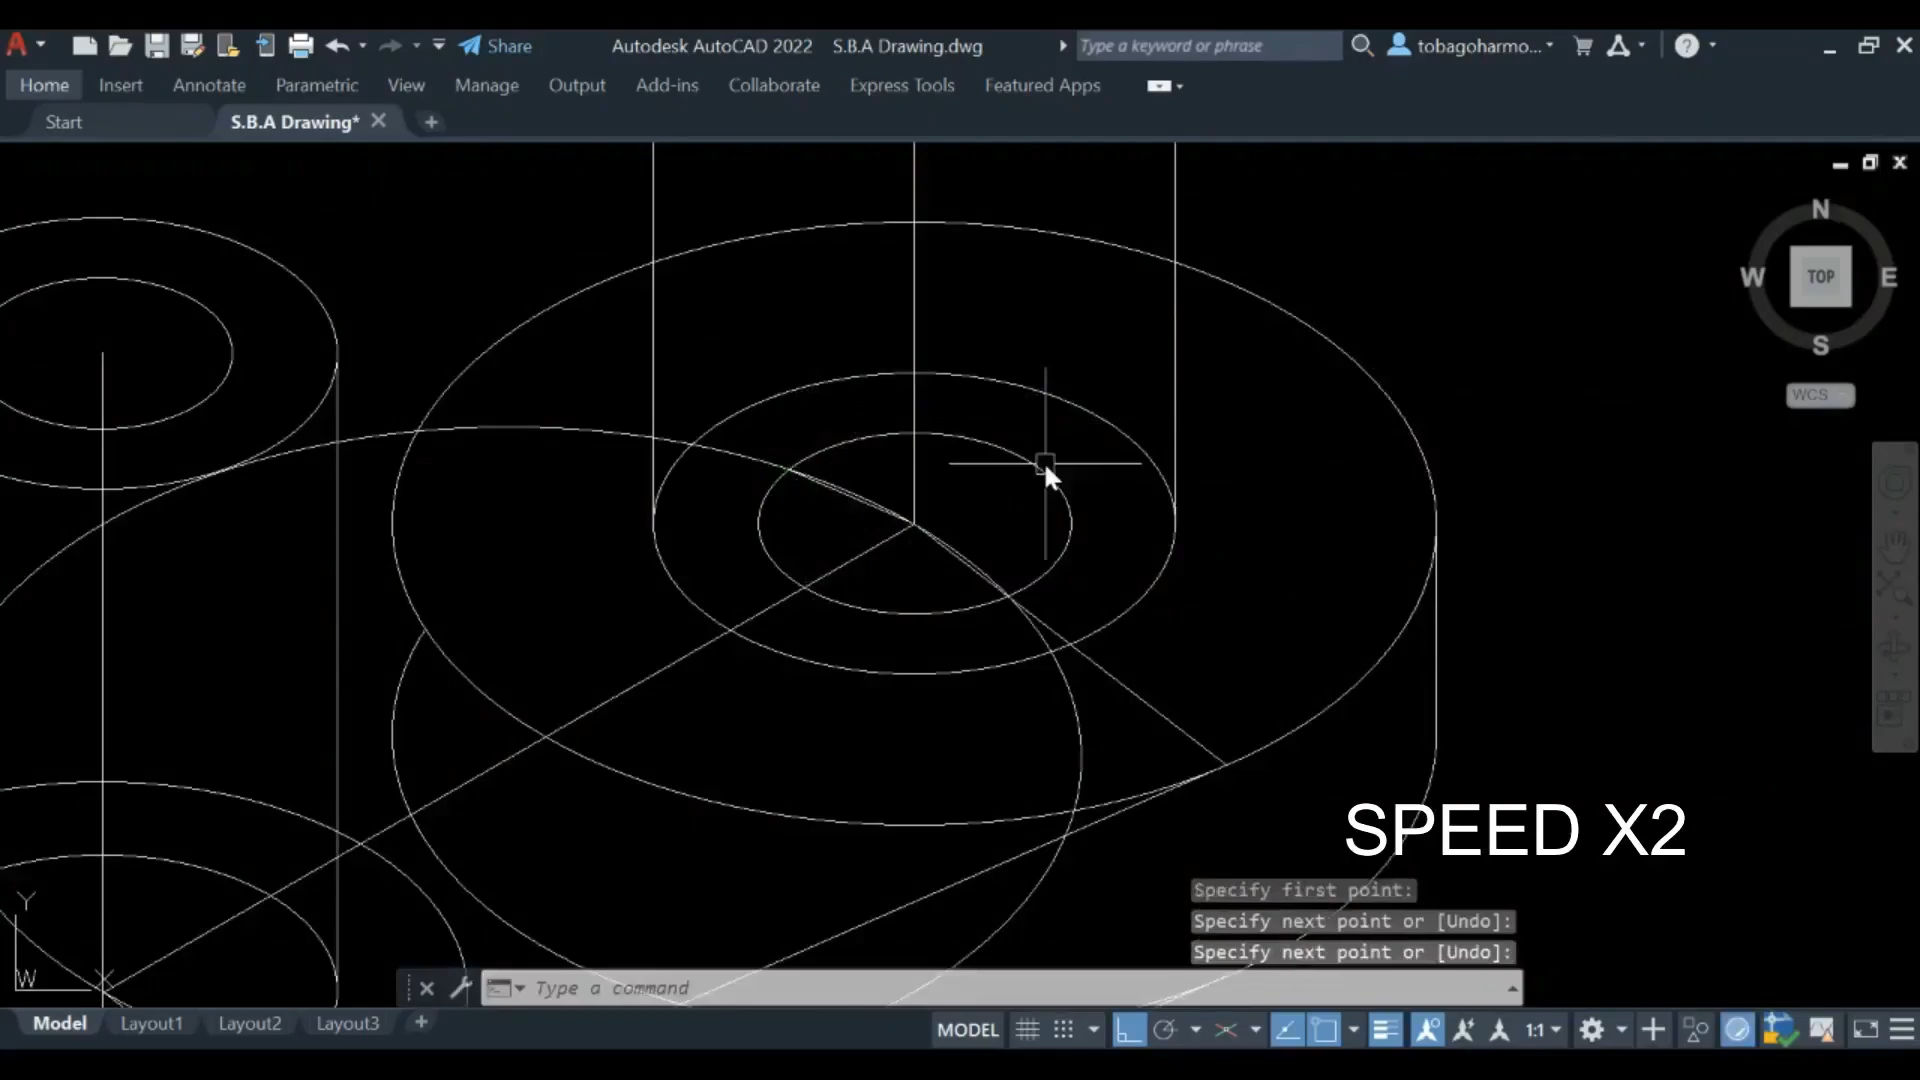 Share
Autodesk AutoCAD 2022 S.B.A Drawing.dwg
Type a keyword or phrase
tobagoharmo...
Home Insert Annotate Parametric View Manage Output Add-ins Collaborate Express Tools Featured Apps
Start
S.B.A Drawing*
N
W TOP E
S
WCS
SPEED X2
Specify first point:
Specify next point or [Undo]:
Specify next point or [Undo]:
Y
W X
Type a command
Model Layout1 Layout2 Layout3
MODEL
1:1